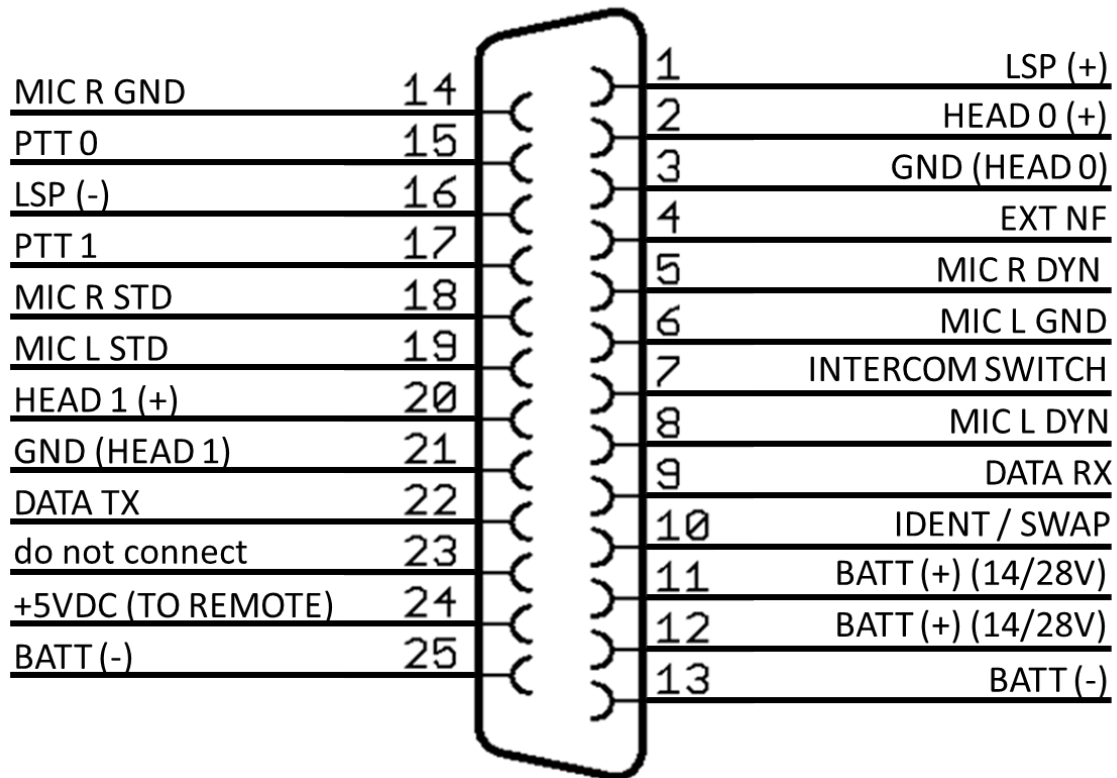 MIC R GND 14
PTT 0 15
LSP (-) 16
PTT 1 17
MIC R STD 18
MIC L STD 19
HEAD 1 (+) 20
GND (HEAD 1) 21
DATA TX 22
do not connect 23
+5VDC (TO REMOTE) 24
BATT (-) 25
1 LSP (+)
2 HEAD 0 (+)
3 GND (HEAD 0)
4 EXT NF
5 MIC R DYN
6 MIC L GND
7 INTERCOM SWITCH
8 MIC L DYN
9 DATA RX
10 IDENT / SWAP
11 BATT (+) (14/28V)
12 BATT (+) (14/28V)
13 BATT (-)